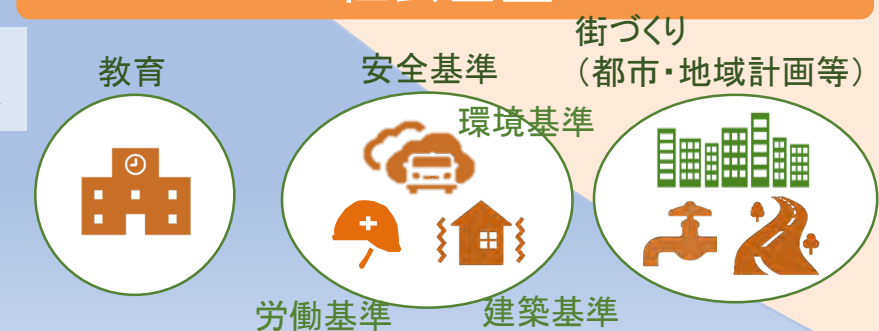 教育
安全基準
環境基準
街づくり
（都市・地域計画等）
労働基準
建築基準